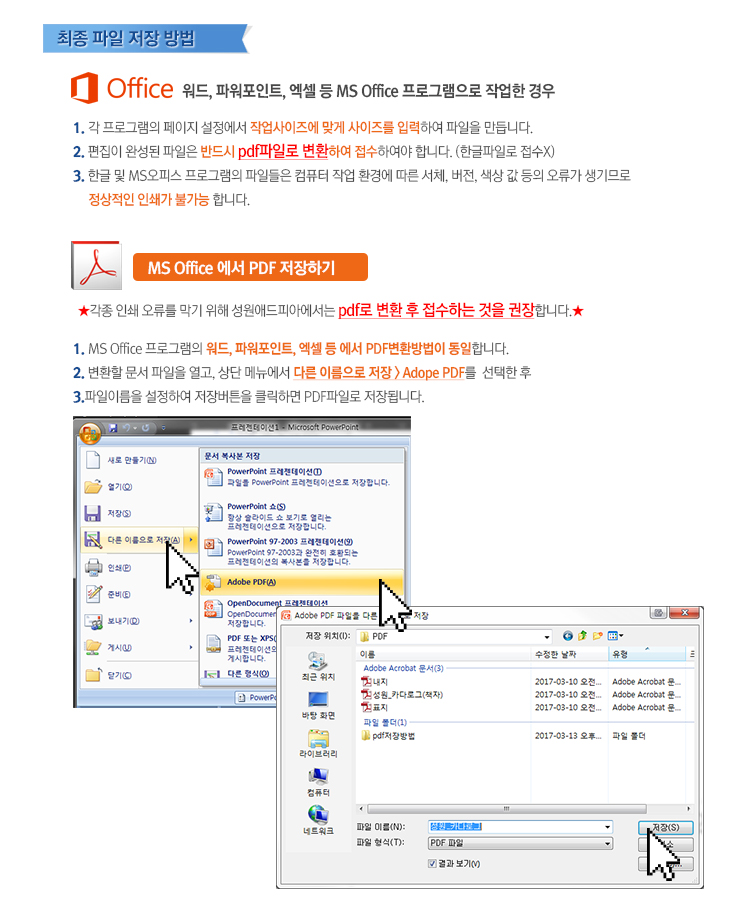 최종 파일 저장 방법
Office 워드, 파워포인트, 엑셀 등 MS Office 프로그램으로 작업한 경우
1. 각 프로그램의 페이지 설정에서 작업사이즈에 맞게 사이즈를 입력하여 파일을 만듭니다.
2. 편집이 완성된 파일은 반드시 pdf파일로 변환하여 접수하여야 합니다. (한글파일로 접수X)
3. 한글 및 MS오피스 프로그램의 파일들은 컴퓨터 작업 환경에 따른 서체, 버전, 색상 값 등의 오류가 생기므로
정상적인 인쇄가 불가능 합니다.
MS Office 에서 PDF 저장하기
★각종 인쇄 오류를 막기 위해 성원애드피아에서는 pdf로 변환 후 접수하는 것을 권장합니다.★
1. MS Office 프로그램의 워드, 파워포인트, 엑셀 등 에서 PDF변환방법이 동일합니다.
2. 변환할 문서 파일을 열고, 상단 메뉴에서 다른 이름으로 저장 > Adope PDF를 선택한 후
3.파일이름을 설정하여 저장버튼을 클릭하면 PDF파일로 저장됩니다.
프레젠테이션1 - Microsoft PowerPoint
새로 만들기(N)
열기(O)
저장(S)
다른 이름으로 저장(A)
인쇄(P)
준비(E)
보내기(D)
게시(U)
닫기(C)
문서 복사본 저장
PowerPoint 프레젠테이션(T)
파일을 PowerPoint 프레젠테이션으로 저장합니다.
PowerPoint 쇼(S)
항상 슬라이드 쇼 보기로 열리는
프레젠테이션으로 저장합니다.
PowerPoint 97-2003 프레젠테이션(9)
PowerPoint 97-2003과 완전히 호환되는
프레젠테이션의 복사본을 저장합니다.
Adobe PDF(A)
OpenDocument 프레젠테이션
OpenDocument
저장합니다.
PDF 또는 XPS(
프레젠테이션의
게시합니다.
다른 형식(O)
PowerPo
Adobe PDF 파일을 다른 저장
저장 위치(I): PDF
최근 위치
바탕 화면
라이브러리
컴퓨터
네트워크
이름 수정한 날짜 유형 크
Adobe Acrobat 문서(3)
내지 2017-03-10 오전... Adobe Acrobat 문...
성원_카다로그(책자) 2017-03-10 오전... Adobe Acrobat 문...
표지 2017-03-10 오전... Adobe Acrobat 문...
파일 폴더(1)
pdf저장방법 2017-03-13 오후... 파일 폴더
파일 이름(N): 성원_카다로그 저장(S)
파일 형식(T): PDF 파일 소
결과 보기(V)